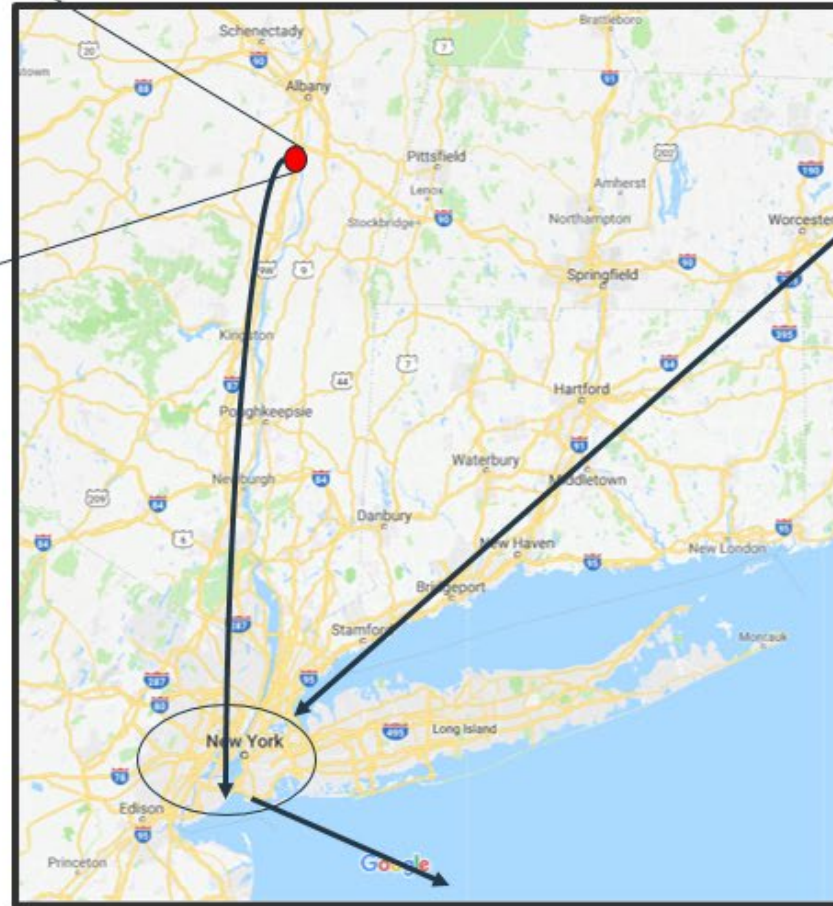 Brattleboro
Schenectady
7
20
90
91
stown
Albany
88
Pittsfield
202
190
Lenox
Amherst
Stockbridge
90
Northampton
Worcester
9W
9
Springfield
90
Kingston
395
7
84
87
44
Hartford
Poughkeepsie
91
Waterbury
Middletown
Newburgh
84
209
84
Danbury
6
84
New Haven
New London
95
95
Bridgeport
287
Stamford
Montauk
287
95
80
New York
495
Long Island
78
Edison
95
Princeton
Google